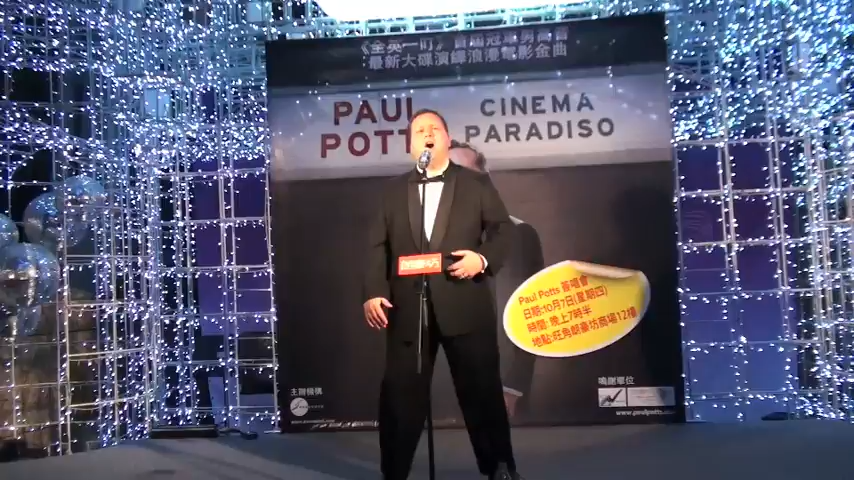 《全英一叮》首屆冠軍男高音
最新大碟演繹浪漫電影金曲
PAUL
POTTS
CINEMA
PARADISO
Paul Potts 簽唱會
日期:10月7日(星期四)
時間:晚上7時半
地點:旺角朗豪坊商場12樓
主辦機構
鳴謝單位